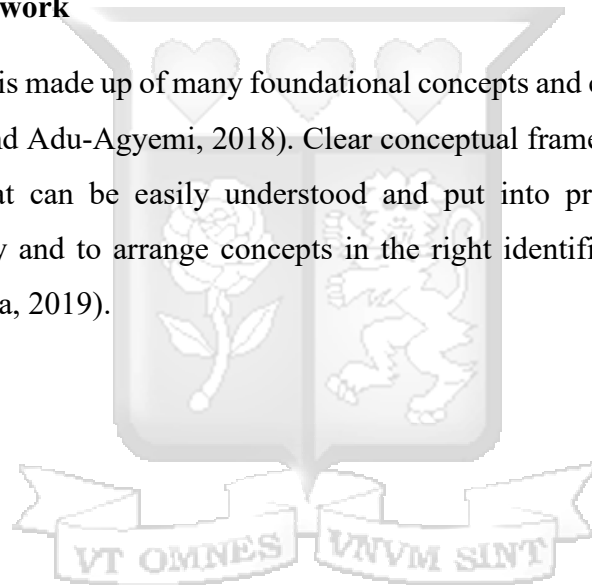 work
is made up of many foundational concepts and
nd Adu-Agyemi, 2018). Clear conceptual frame
at can be easily understood and put into pr
y and to arrange concepts in the right identifi
a, 2019).
VT OMNES VNVM SINT